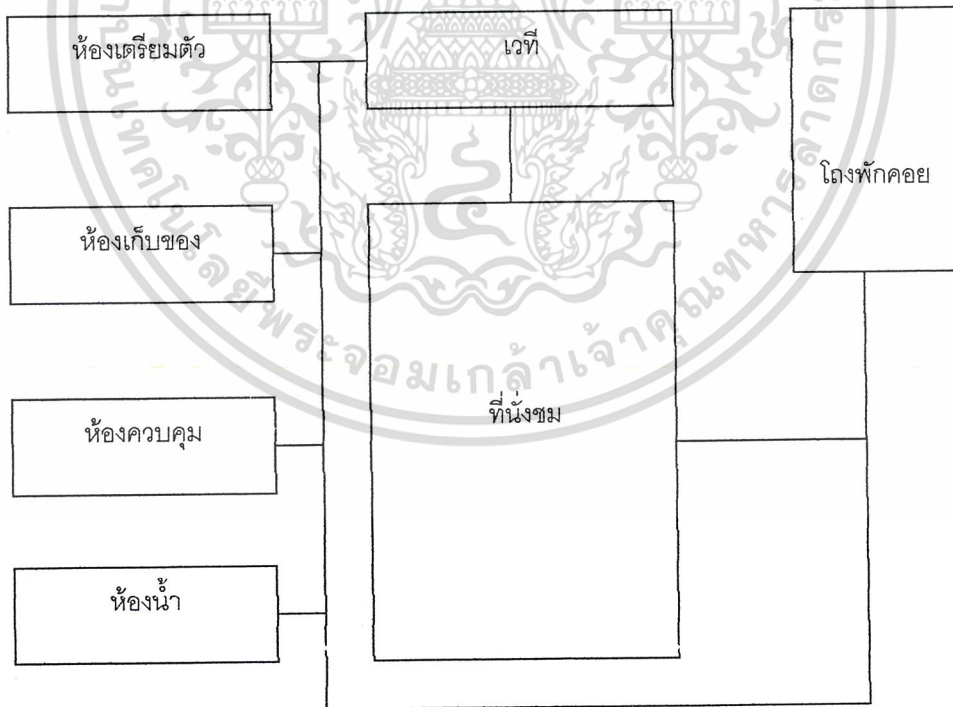 ห้องเตรียมตัว
เวที
โถงพักคอย
ห้องเก็บของ
ที่นั่งชม
ห้องควบคุม
ห้องน้ำ